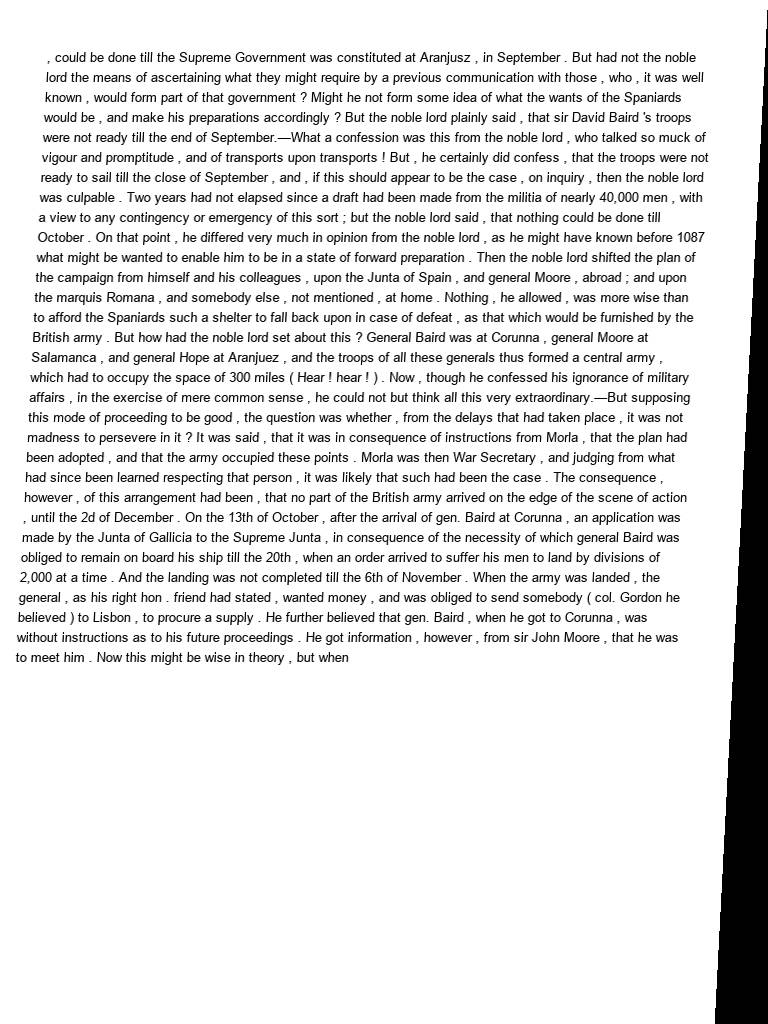 , could be done till the Supreme Government was constituted at Aranjusz , in September . But had not the noble
lord the means of ascertaining what they might require by a previous communication with those , who , it was well
known , would form part of that government ? Might he not form some idea of what the wants of the Spaniards
would be , and make his preparations accordingly ? But the noble lord plainly said , that sir David Baird 's troops
were not ready till the end of September.—What a confession was this from the noble lord , who talked so muck of
vigour and promptitude , and of transports upon transports ! But , he certainly did confess , that the troops were not
ready to sail till the close of September , and , if this should appear to be the case , on inquiry , then the noble lord
was culpable . Two years had not elapsed since a draft had been made from the militia of nearly 40,000 men , with
a view to any contingency or emergency of this sort ; but the noble lord said , that nothing could be done till
October . On that point , he differed very much in opinion from the noble lord , as he might have known before 1087
what might be wanted to enable him to be in a state of forward preparation . Then the noble lord shifted the plan of
the campaign from himself and his colleagues , upon the Junta of Spain , and general Moore , abroad ; and upon
the marquis Romana , and somebody else , not mentioned , at home . Nothing , he allowed , was more wise than
to afford the Spaniards such a shelter to fall back upon in case of defeat , as that which would be furnished by the
British army . But how had the noble lord set about this ? General Baird was at Corunna , general Moore at
Salamanca , and general Hope at Aranjuez , and the troops of all these generals thus formed a central army ,
which had to occupy the space of 300 miles ( Hear ! hear ! ) . Now , though he confessed his ignorance of military
affairs , in the exercise of mere common sense , he could not but think all this very extraordinary.—But supposing
this mode of proceeding to be good , the question was whether , from the delays that had taken place , it was not
madness to persevere in it ? It was said , that it was in consequence of instructions from Morla , that the plan had
been adopted , and that the army occupied these points . Morla was then War Secretary , and judging from what
had since been learned respecting that person , it was likely that such had been the case . The consequence ,
however , of this arrangement had been , that no part of the British army arrived on the edge of the scene of action
, until the 2d of December . On the 13th of October , after the arrival of gen. Baird at Corunna , an application was
made by the Junta of Gallicia to the Supreme Junta , in consequence of the necessity of which general Baird was
obliged to remain on board his ship till the 20th , when an order arrived to suffer his men to land by divisions of
2,000 at a time . And the landing was not completed till the 6th of November . When the army was landed , the
general , as his right hon . friend had stated , wanted money , and was obliged to send somebody ( col. Gordon he
believed ) to Lisbon , to procure a supply . He further believed that gen. Baird , when he got to Corunna , was
without instructions as to his future proceedings . He got information , however , from sir John Moore , that he was
to meet him . Now this might be wise in theory , but when